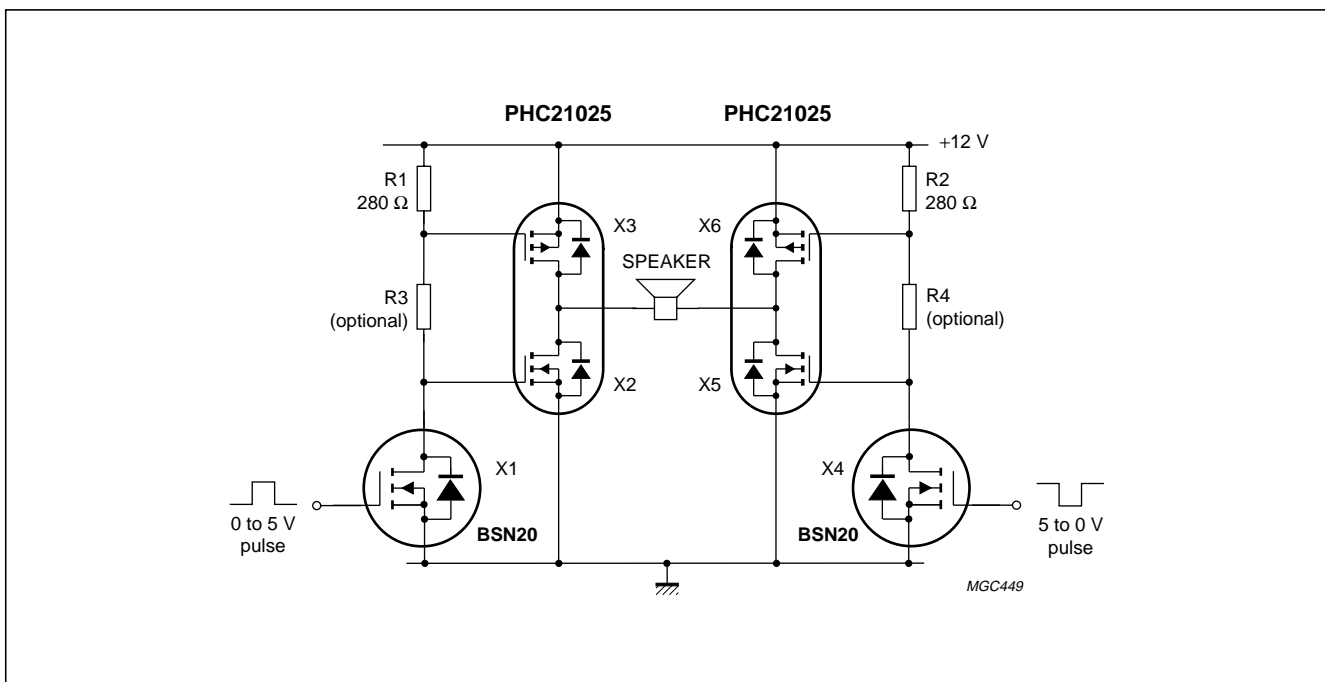 PHC21025
PHC21025
+12 V
R1
280 Ω
R2
280 Ω
X3
X6
SPEAKER
R3
(optional)
R4
(optional)
X2
X5
X1
X4
0 to 5 V
pulse
BSN20
BSN20
5 to 0 V
pulse
MGC449